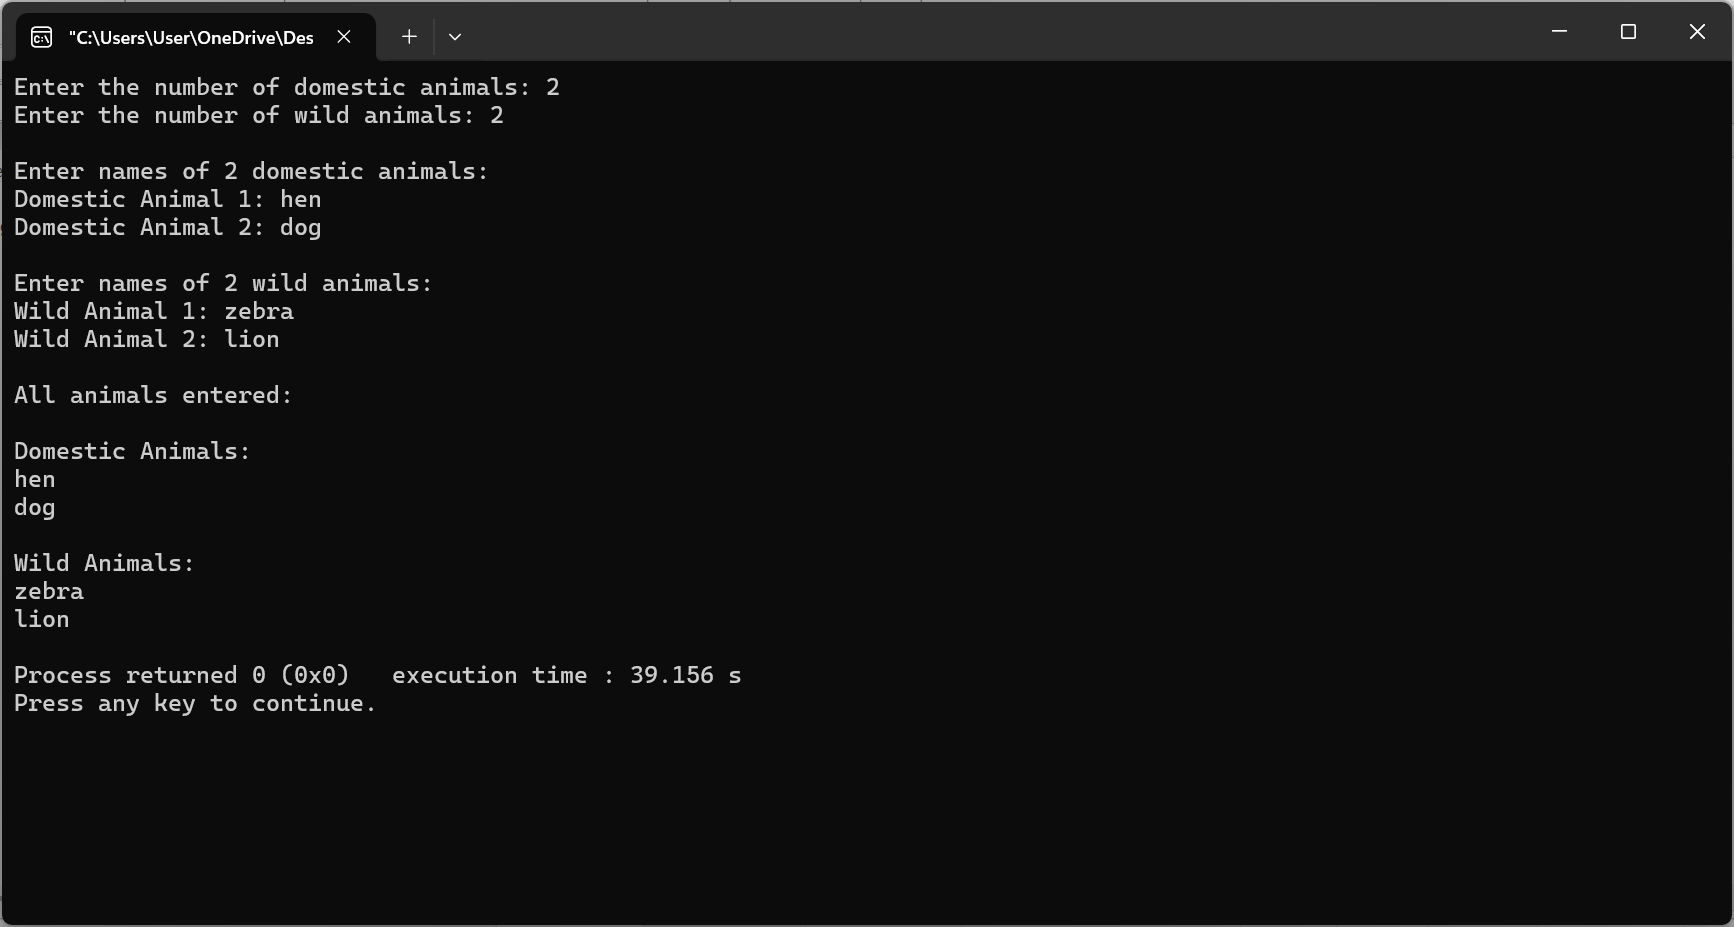 "C:\Users\User\OneDrive\Des
Enter the number of domestic animals: 2
Enter the number of wild animals: 2
Enter names of 2 domestic animals:
Domestic Animal 1: hen
Domestic Animal 2: dog
Enter names of 2 wild animals:
Wild Animal 1: zebra
Wild Animal 2: lion
All animals entered:
Domestic Animals:
hen
dog
Wild Animals:
zebra
lion
Process returned 0 (0x0)   execution time : 39.156 s
Press any key to continue.